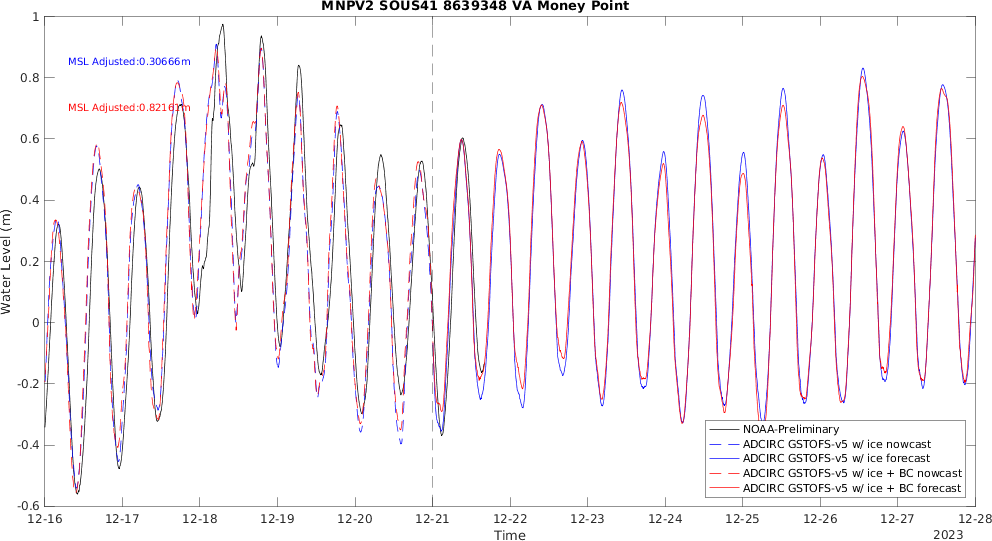 MNPV2 SOUS41 8639348 VA Money Point
1
0.8
0.6
0.4
0.2
0
-0.2
-0.4
-0.6
Water Level (m)
MSL Adjusted:0.30666m
MSL Adjusted:0.82161m
NOAA-Preliminary
ADCIRC GSTOFS-v5 w/ ice nowcast
ADCIRC GSTOFS-v5 w/ ice forecast
ADCIRC GSTOFS-v5 w/ ice + BC nowcast
ADCIRC GSTOFS-v5 w/ ice + BC forecast
12-16 12-17 12-18 12-19 12-20 12-21 12-22 12-23 12-24 12-25 12-26 12-27 12-28
Time
2023